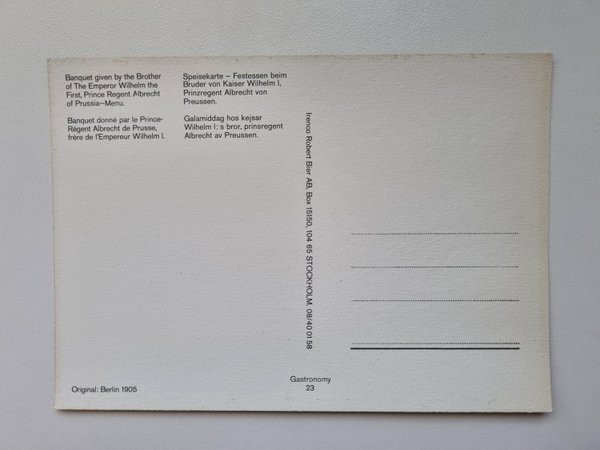 Banquet given by the Brother
of The Emperor Wilhelm the
First, Prince Regent Albrecht
of Prussia—Menu.
Banquet donné par le Prince-
Régent Albrecht de Prusse,
frère de l'Empereur Wilhelm I.
Speisekarte – Festessen beim
Bruder von Kaiser Wilhelm I,
Prinzregent Albrecht von
Preussen.
Galamiddag hos kejsar
Wilhelm I: s bror, prinsregent
Albrecht av Preussen.
Irenco Robert Bier AB, Box 15150, 104 65 STOCKHOLM. 08/40 01 58
Original: Berlin 1905
Gastronomy
23